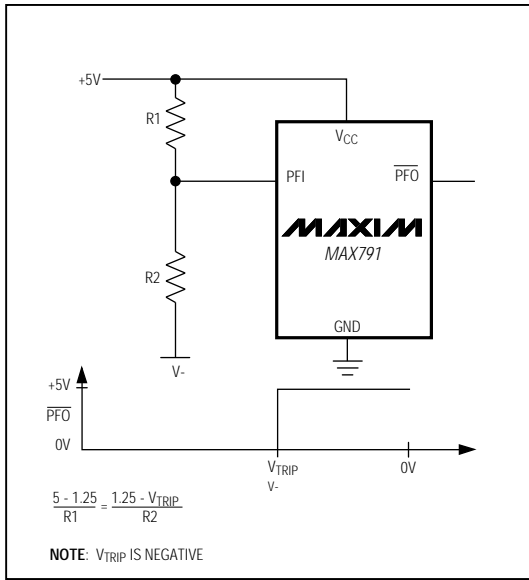 +5V
R1
VCC
PFI
PFO
MAXIM
MAX791
R2
GND
V-
+5V
PFO
0V
VTRIP
0V
V-
5 - 1.25 = 1.25 - VTRIP
R1 R2
NOTE: VTRIP IS NEGATIVE